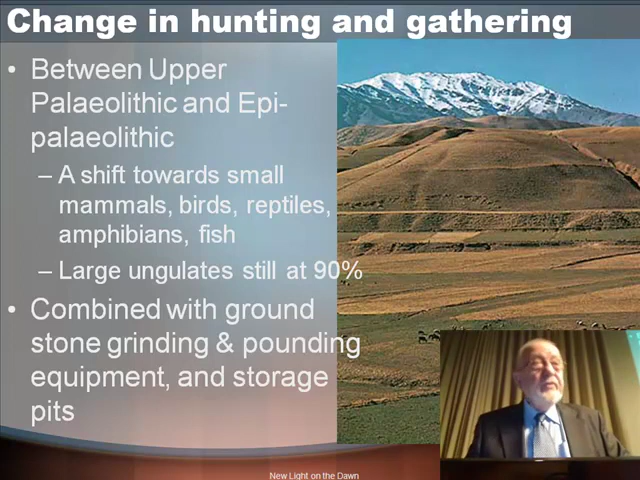 Change in hunting and gathering
• Between Upper
Palaeolithic and Epi-
palaeolithic
– A shift towards small
mammals, birds, reptiles,
amphibians, fish
– Large ungulates still at 90%
• Combined with ground
stone grinding & pounding
equipment, and storage
pits
New Light on the Dawn